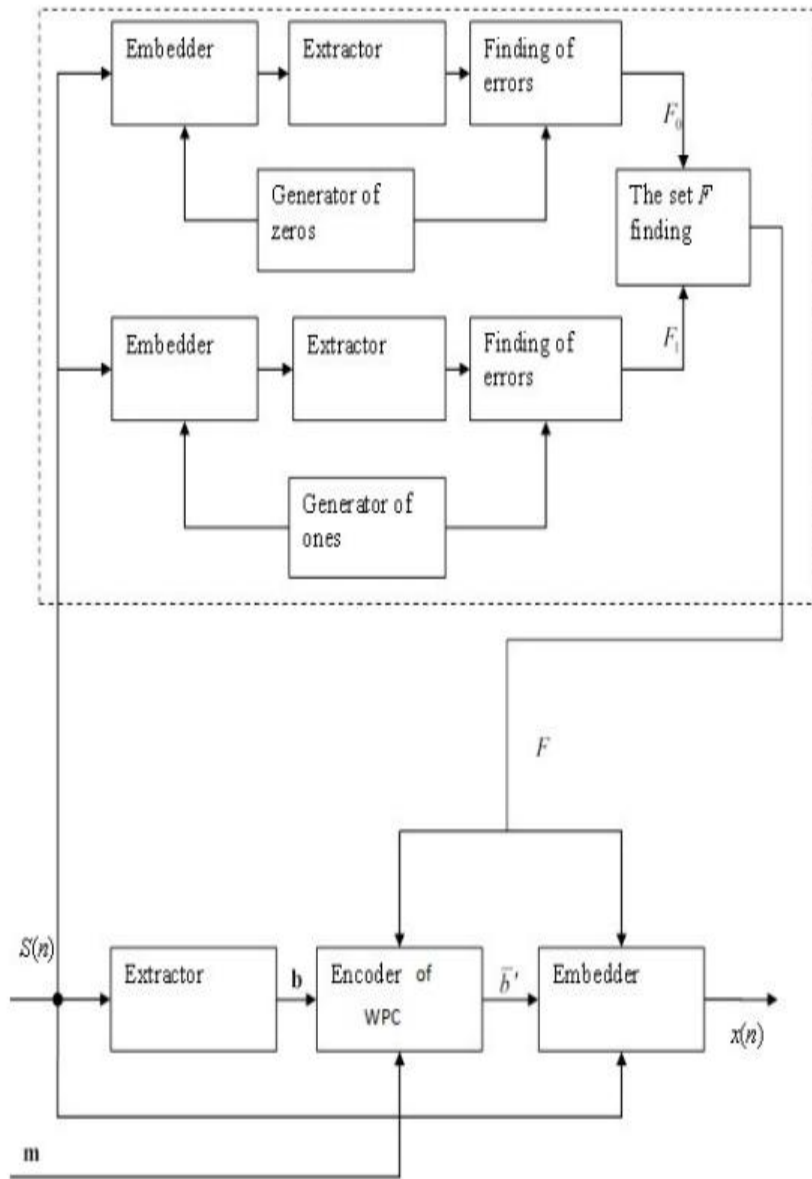 Embedder
Extractor
Finding of
errors
F₀
Generator of
zeros
The set F
finding
Embedder
Extractor
Finding of
errors
F₁
Generator of
ones
F
S(n)
Extractor
b
Encoder of
WPC
b̅'
Embedder
x(n)
m